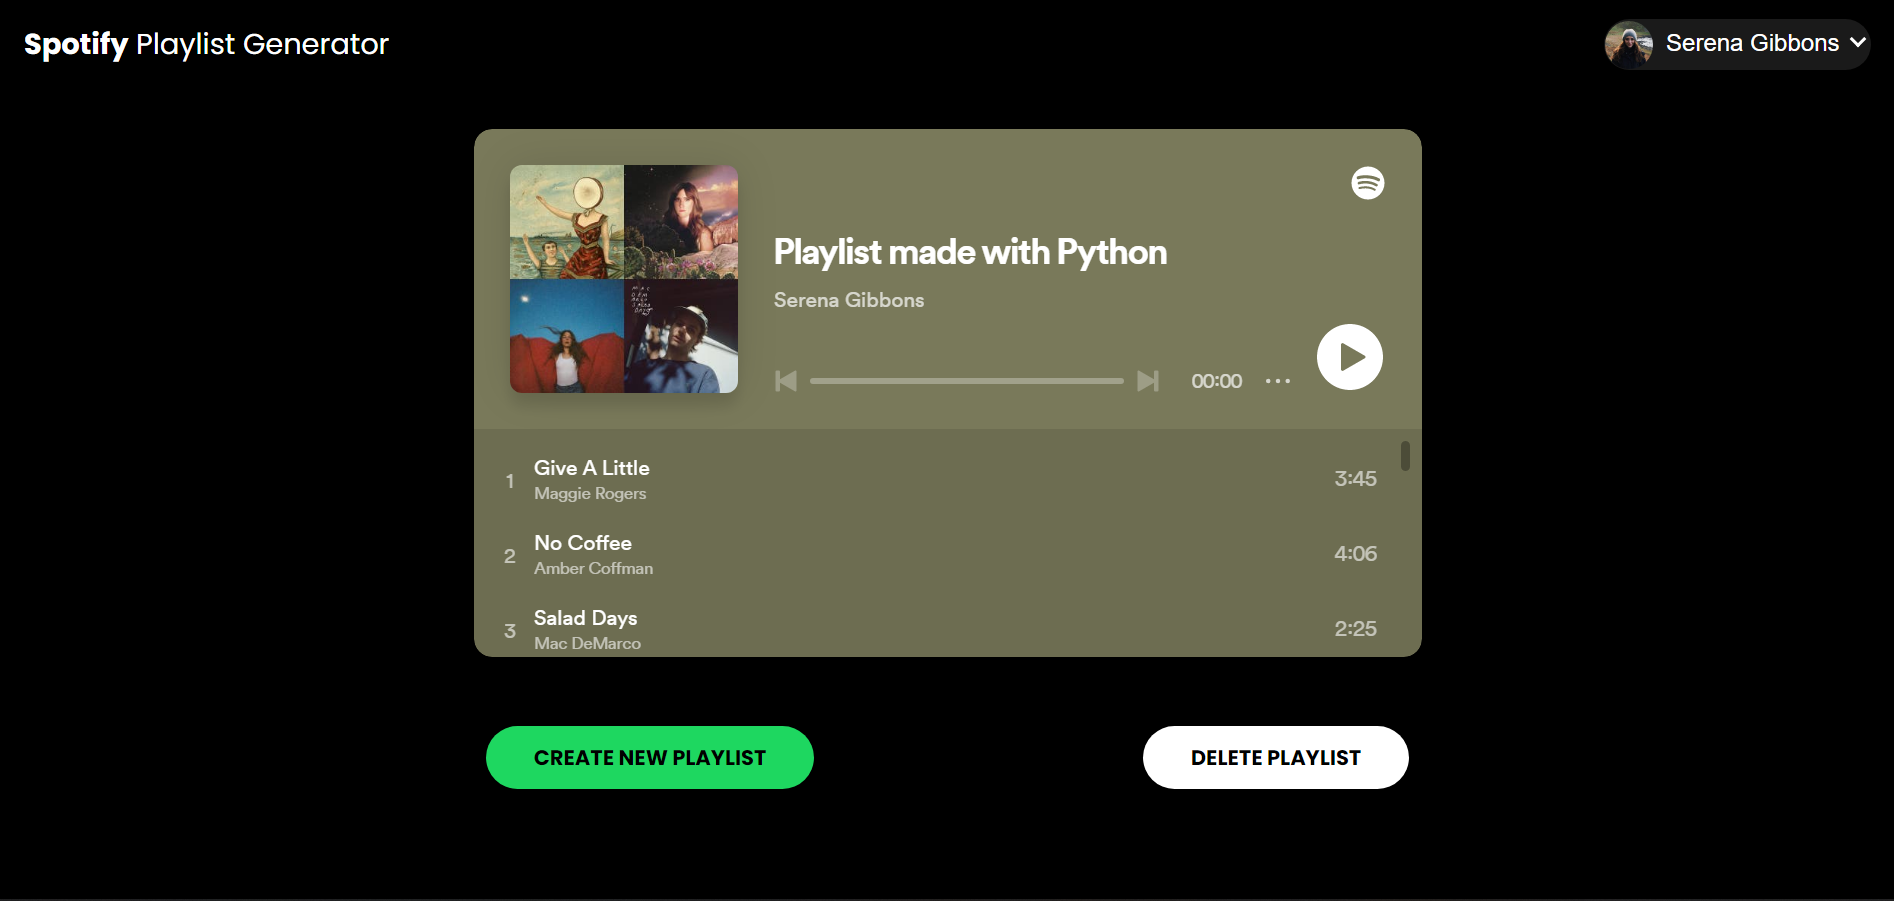 Spotify Playlist Generator
Serena Gibbons
Playlist made with Python
Serena Gibbons
00:00
1
Give A Little
Maggie Rogers
3:45
2
No Coffee
Amber Coffman
4:06
3
Salad Days
Mac DeMarco
2:25
CREATE NEW PLAYLIST
DELETE PLAYLIST